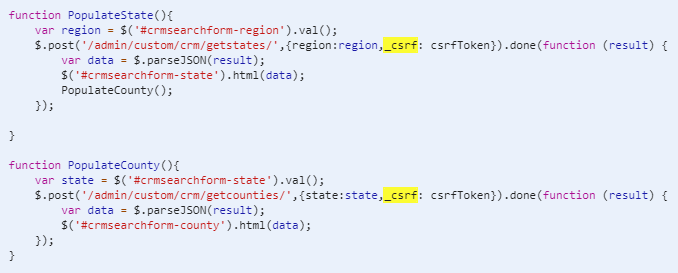 function PopulateState(){
var region = $('#crmsearchform-region').val();
$.post('/admin/custom/crm/getstates/',{region:region,_csrf: csrfToken}).done(function (result) {
var data = $.parseJSON(result);
$('#crmsearchform-state').html(data);
PopulateCounty();
});
}
function PopulateCounty(){
var state = $('#crmsearchform-state').val();
$.post('/admin/custom/crm/getcounties/',{state:state,_csrf: csrfToken}).done(function (result) {
var data = $.parseJSON(result);
$('#crmsearchform-county').html(data);
});
}